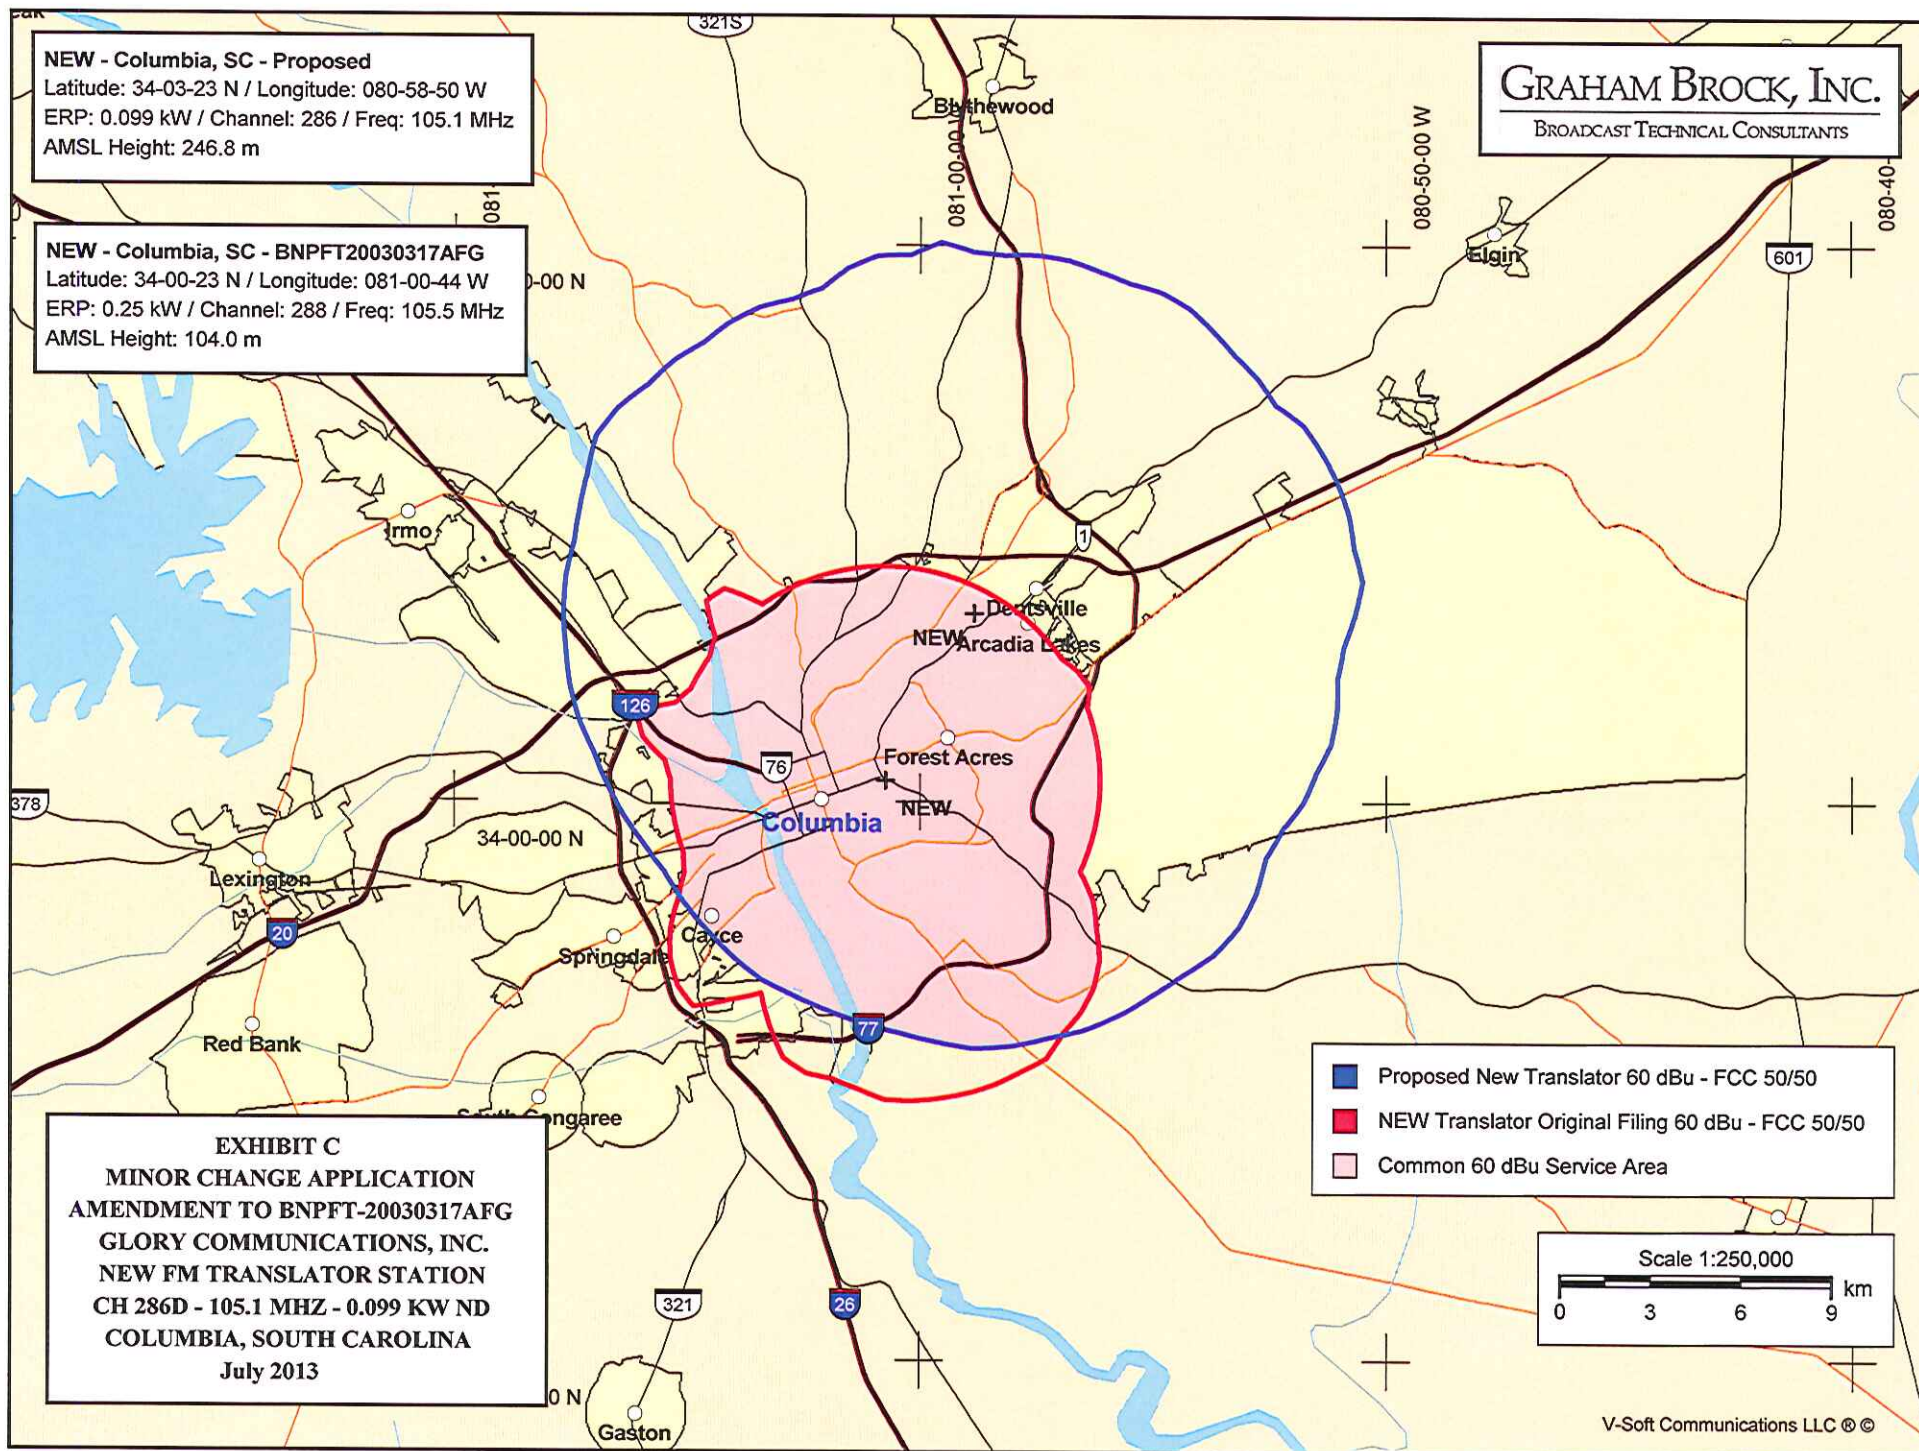 321S
NEW - Columbia, SC - Proposed
Latitude: 34-03-23 N / Longitude: 080-58-50 W
ERP: 0.099 kW / Channel: 286 / Freq: 105.1 MHz
AMSL Height: 246.8 m
GRAHAM BROCK, INC.
BROADCAST TECHNICAL CONSULTANTS
Blythewood
081-00-00 W
080-50-00 W
080-40-
081-
NEW - Columbia, SC - BNPFT20030317AFG
Latitude: 34-00-23 N / Longitude: 081-00-44 W
ERP: 0.25 kW / Channel: 288 / Freq: 105.5 MHz
AMSL Height: 104.0 m
0-00 N
Elgin
601
Irmo
1
Dentsville
NEW
Arcadia Lakes
126
76
Forest Acres
378
NEW
Columbia
34-00-00 N
Lexington
20
Cayce
Springdale
77
Red Bank
South Congaree
Proposed New Translator 60 dBu - FCC 50/50
NEW Translator Original Filing 60 dBu - FCC 50/50
Common 60 dBu Service Area
EXHIBIT C
MINOR CHANGE APPLICATION
AMENDMENT TO BNPFT-20030317AFG
GLORY COMMUNICATIONS, INC.
NEW FM TRANSLATOR STATION
CH 286D - 105.1 MHZ - 0.099 KW ND
COLUMBIA, SOUTH CAROLINA
July 2013
Scale 1:250,000
km
0 3 6 9
321
26
0 N
Gaston
V-Soft Communications LLC ® ©